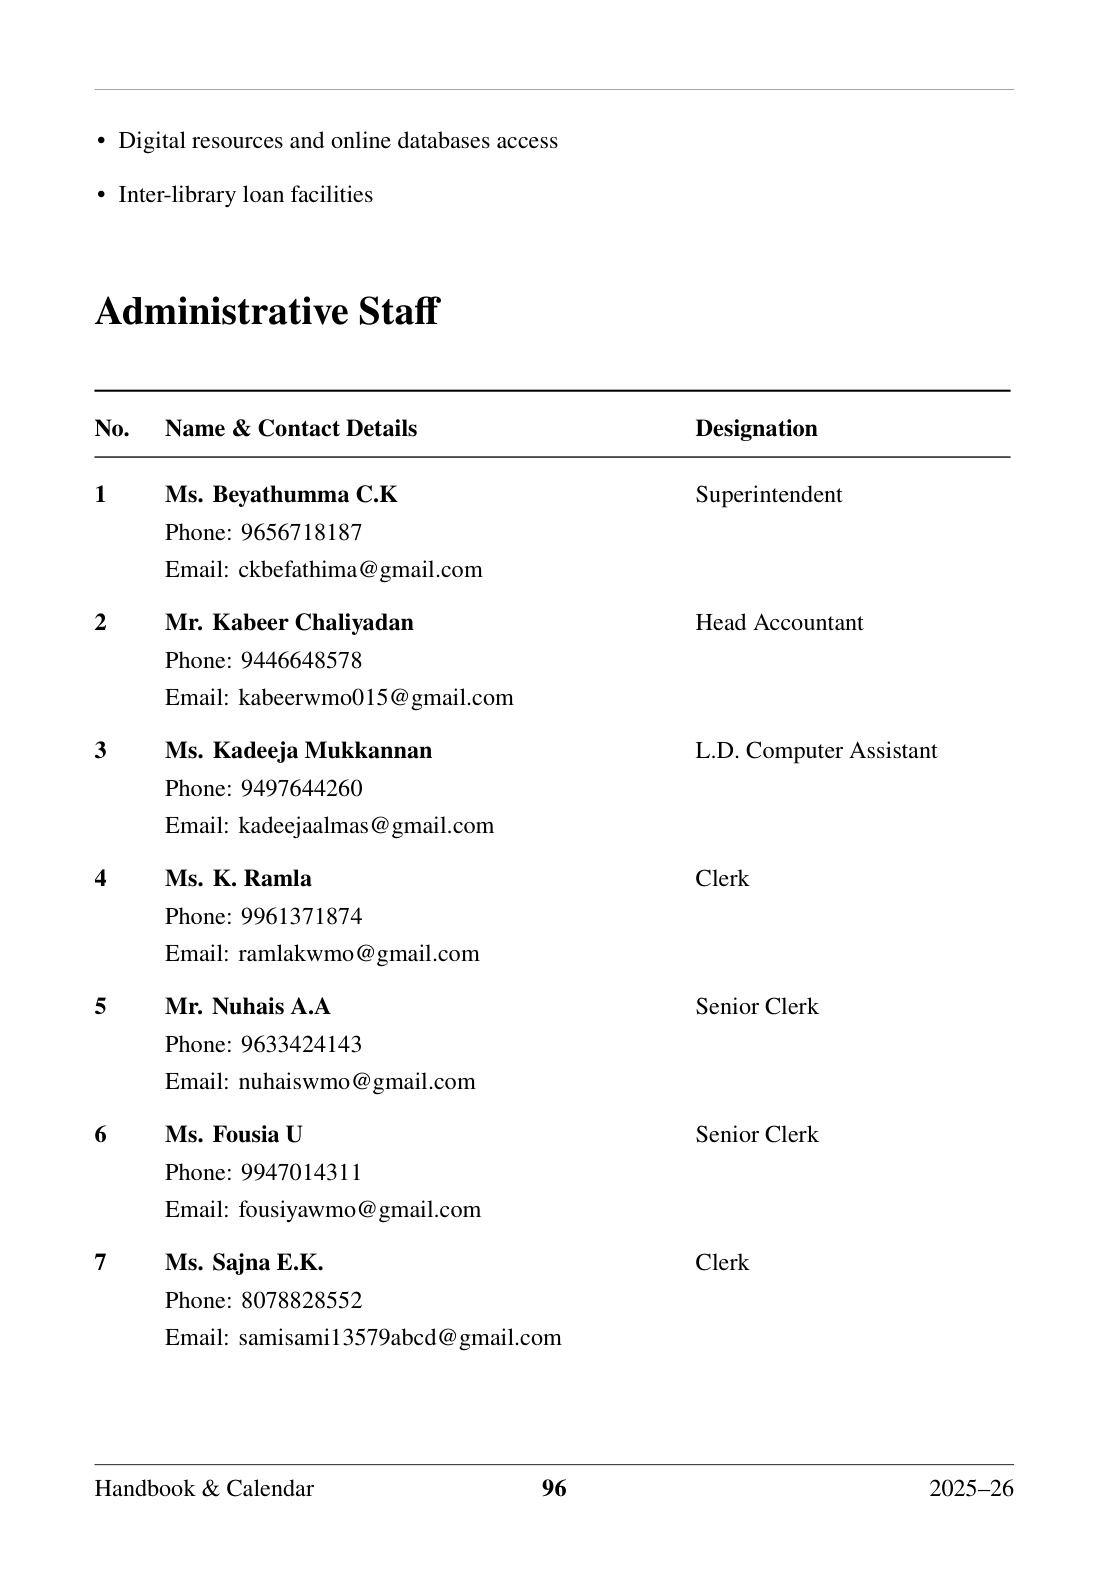 • Digital resources and online databases access
• Inter-library loan facilities
Administrative Staff
No. Name & Contact Details Designation
1 Ms. Beyathumma C.K Superintendent
Phone: 9656718187
Email: ckbefathima@gmail.com
2 Mr. Kabeer Chaliyadan Head Accountant
Phone: 9446648578
Email: kabeerwmo015@gmail.com
3 Ms. Kadeeja Mukkannan L.D. Computer Assistant
Phone: 9497644260
Email: kadeejaalmas@gmail.com
4 Ms. K. Ramla Clerk
Phone: 9961371874
Email: ramlakwmo@gmail.com
5 Mr. Nuhais A.A Senior Clerk
Phone: 9633424143
Email: nuhaiswmo@gmail.com
6 Ms. Fousia U Senior Clerk
Phone: 9947014311
Email: fousiyawmo@gmail.com
7 Ms. Sajna E.K. Clerk
Phone: 8078828552
Email: samisami13579abcd@gmail.com
Handbook & Calendar 96 2025–26